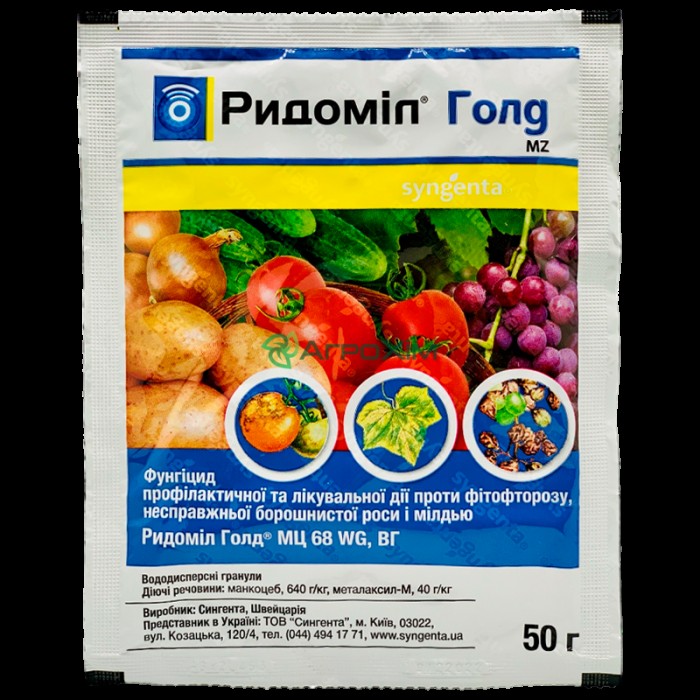 Ридоміл® Голд
MZ
syngenta
АГРОХІМ
Фунгіцид
профілактичної та лікувальної дії проти фітофторозу,
несправжньої борошнистої роси і мілдью
Ридоміл Голд® МЦ 68 WG, ВГ
Вододисперсні гранули
Діючі речовини: манкоцеб, 640 г/кг, металаксил-М, 40 г/кг
Виробник: Сингента, Швейцарія
Представник в Україні: ТОВ "Сингента", м. Київ, 03022,
вул. Козацька, 120/4, тел. (044) 494 17 71, www.syngenta.ua
50 г